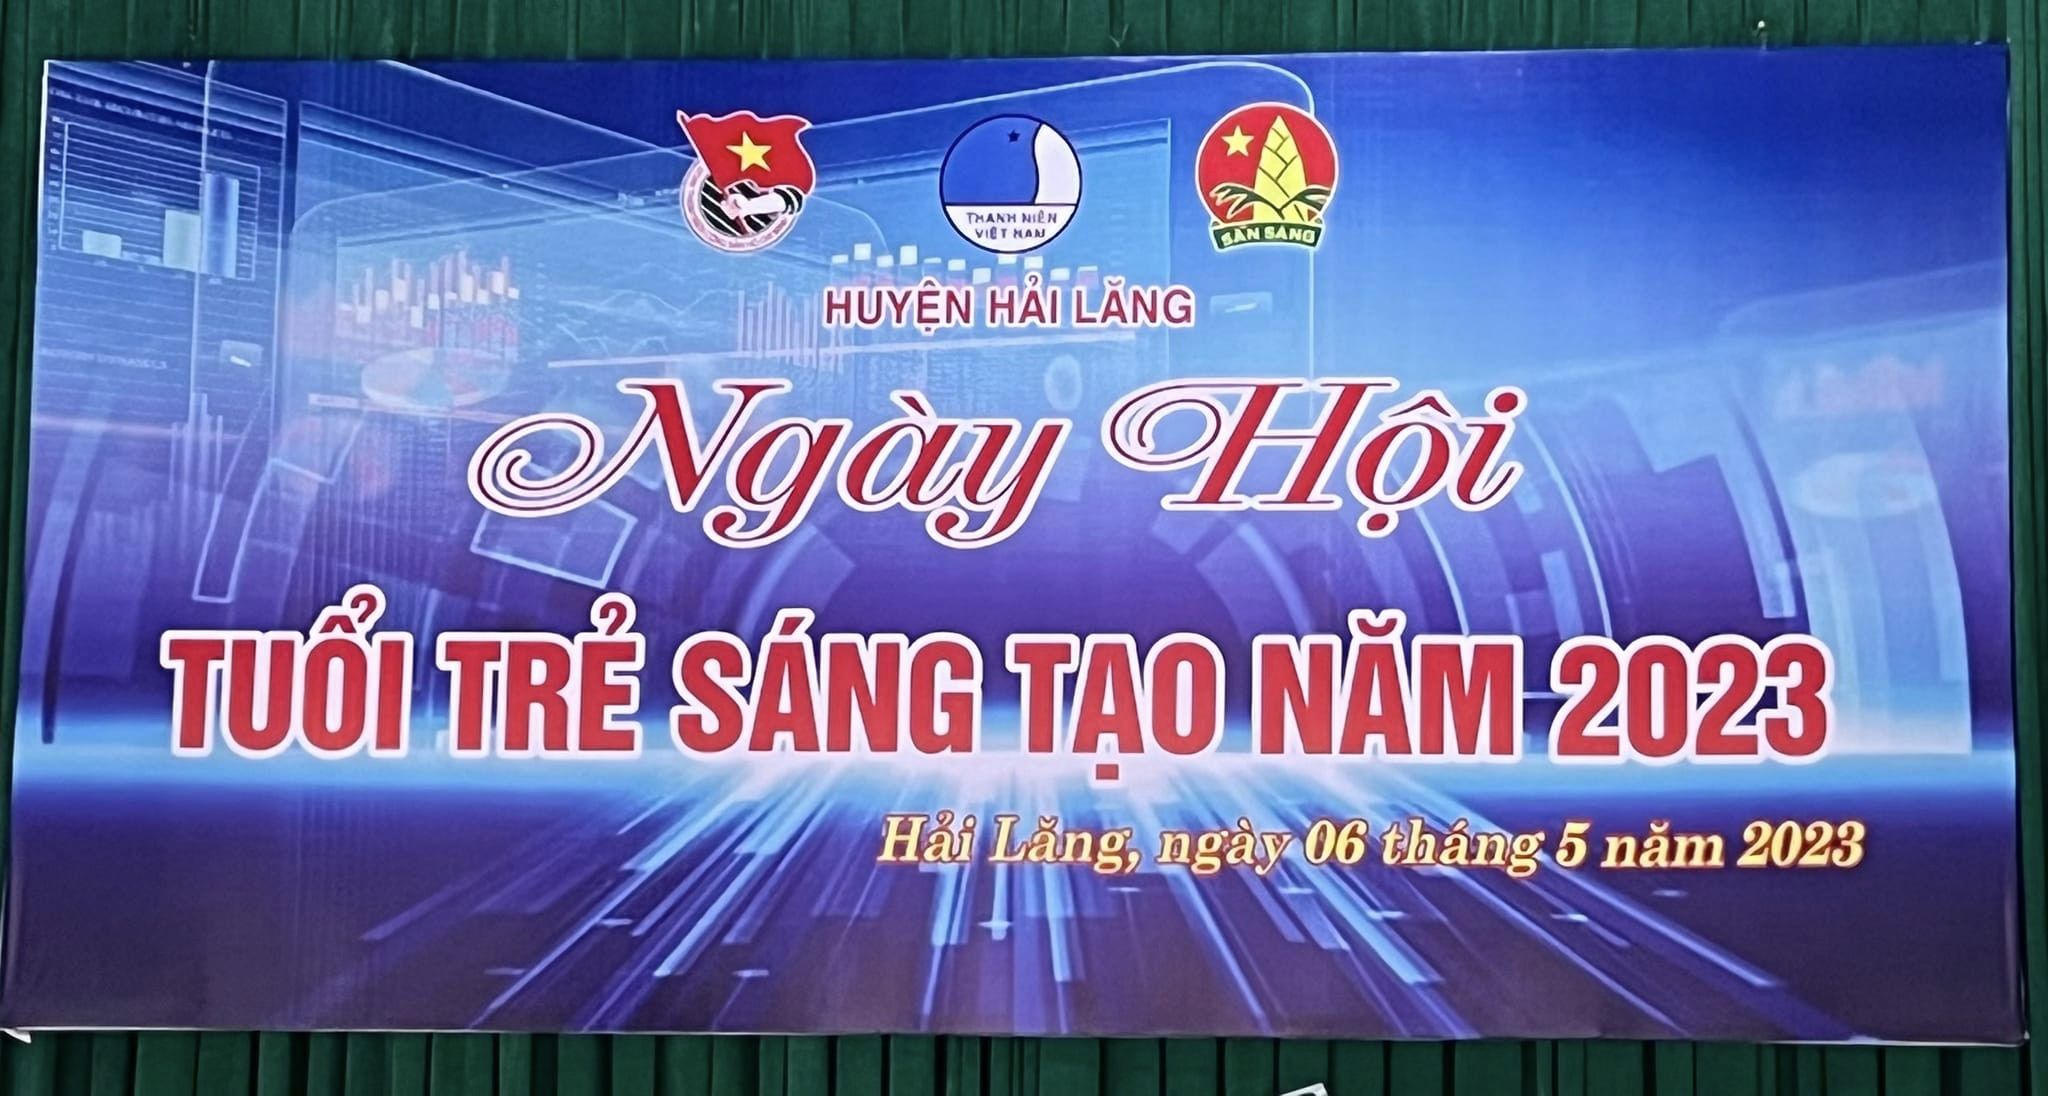 THANH NIÊN
VIỆT NAM
SẴN SÀNG
HUYỆN HẢI LĂNG
Ngày Hội
TUỔI TRẺ SÁNG TẠO NĂM 2023
Hải Lăng, ngày 06 tháng 5 năm 2023